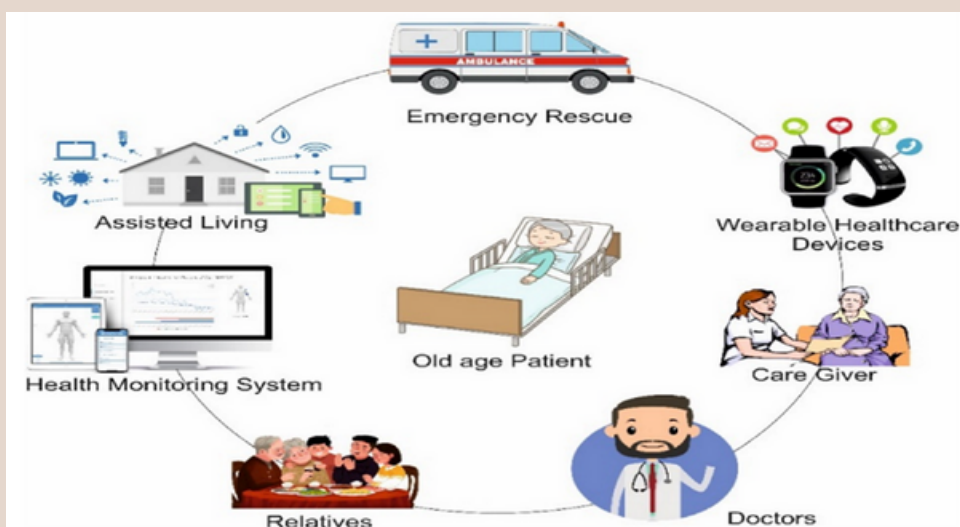 AMBULANCE
Emergency Rescue
Assisted Living
Wearable Healthcare
Devices
Old age Patient
Health Monitoring System
Care Giver
Relatives
Doctors